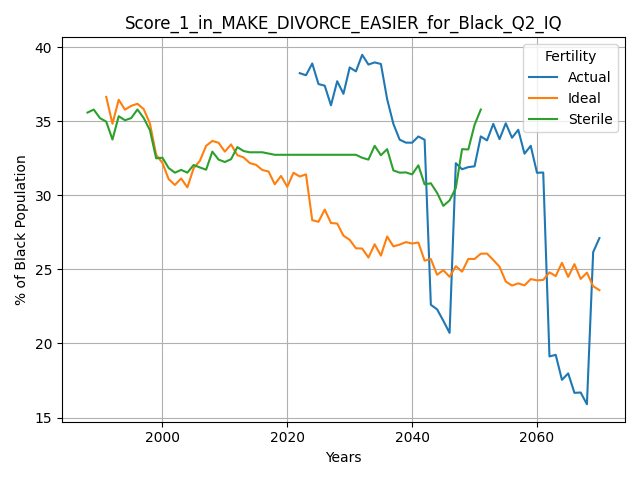 Score_1_in_MAKE_DIVORCE_EASIER_for_Black_Q2_IQ
% of Black Population
40
35
30
25
20
15
2000
2020
2040
2060
Years
Fertility
Actual
Ideal
Sterile